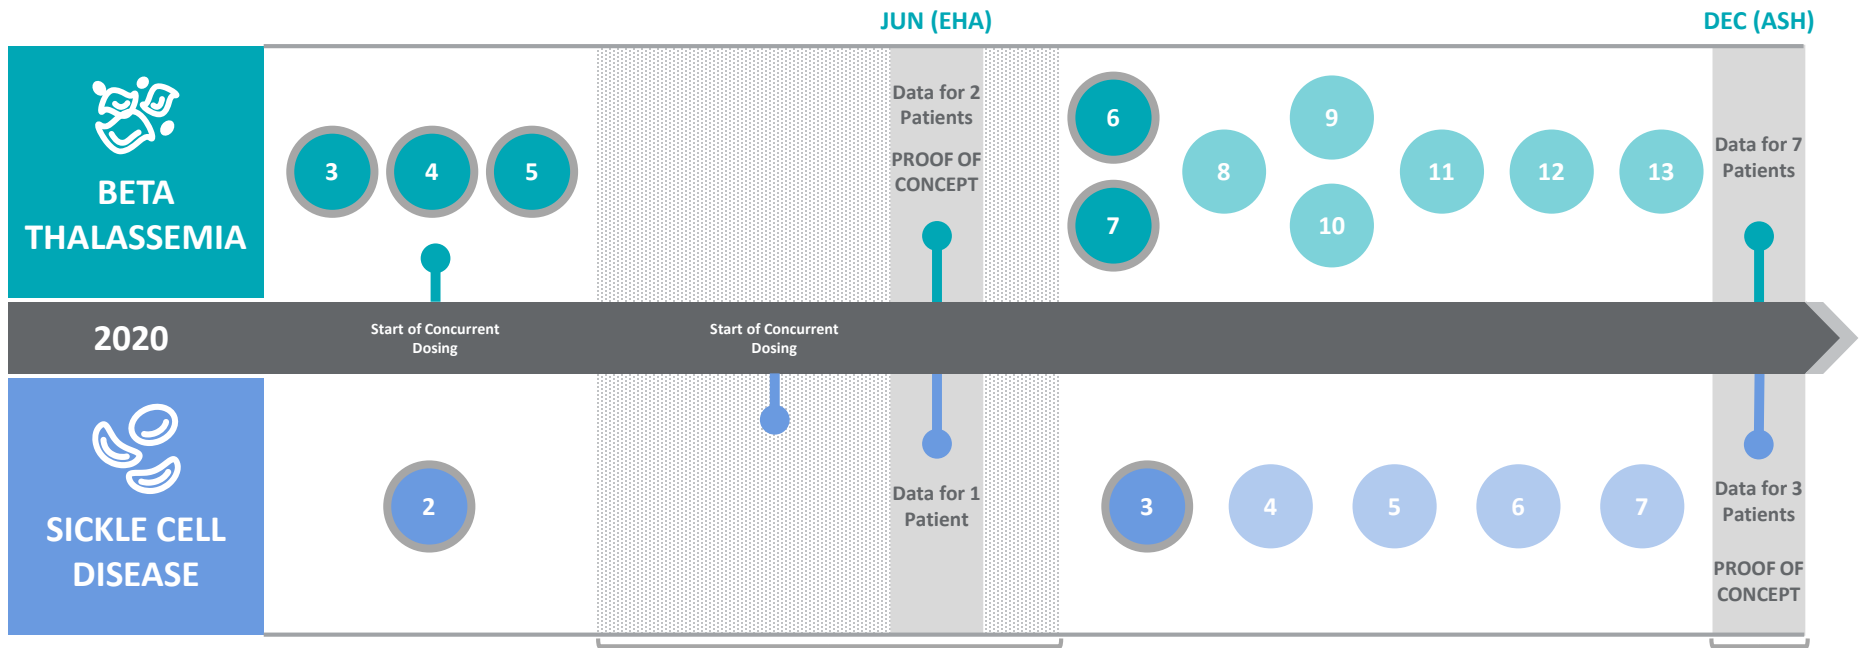 JUN (EHA)
DEC (ASH)
BETA
THALASSEMIA
3
4
5
Data for 2
Patients
PROOF OF
CONCEPT
6
7
8
9
10
11
12
13
Data for 7
Patients
2020
Start of Concurrent
Dosing
Start of Concurrent
Dosing
SICKLE CELL
DISEASE
2
Data for 1
Patient
3
4
5
6
7
Data for 3
Patients
PROOF OF
CONCEPT